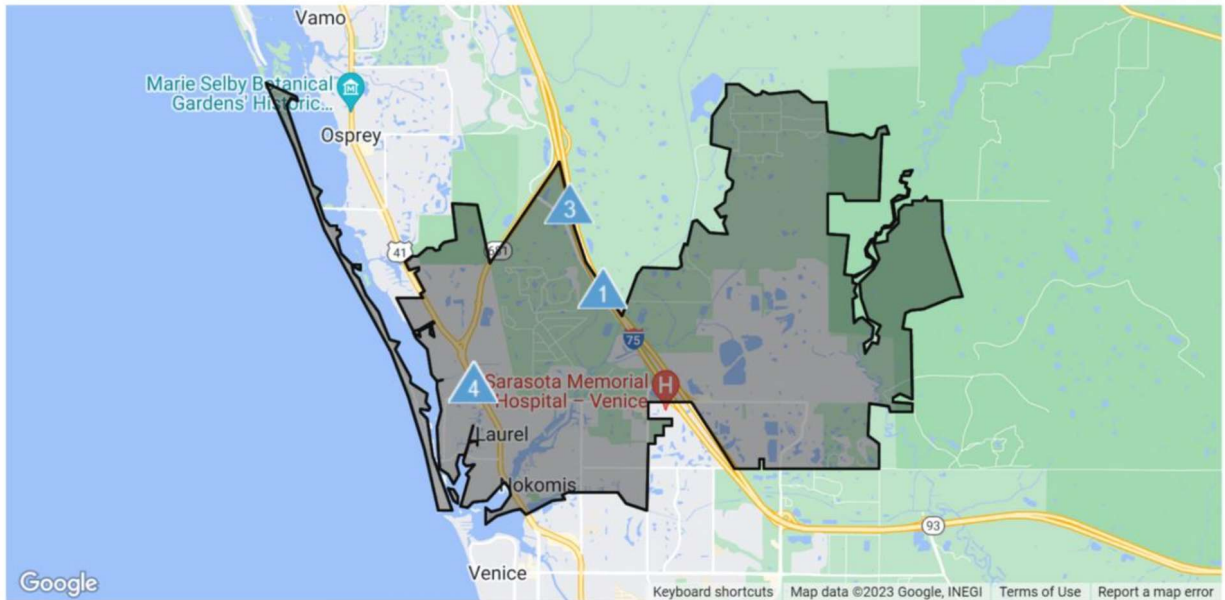 Vamo
Marie Selby Botanical
Gardens' Historic...
Osprey
3
41
681
1
75
Sarasota Memorial
Hospital – Venice
H
4
Laurel
Nokomis
93
Venice
Google
Keyboard shortcuts
Map data ©2023 Google, INEGI
Terms of Use
Report a map error